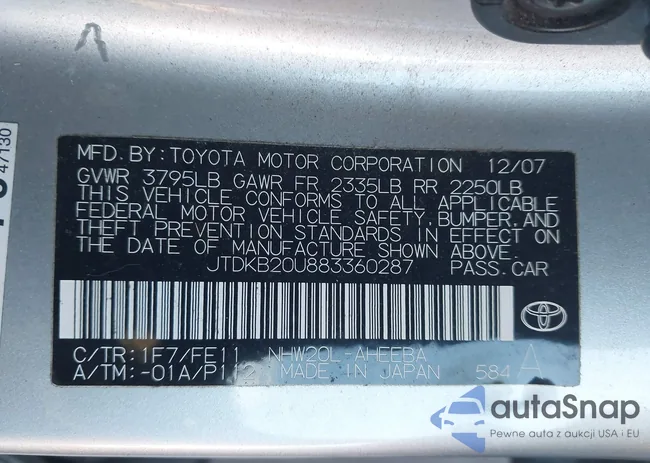 47130
MFD.BY:TOYOTA MOTOR CORPORATION 12/07
GVWR 3795LB GAWR FR 2335LB RR 2250LB
THIS VEHICLE CONFORMS TO ALL APPLICABLE
FEDERAL MOTOR VEHICLE SAFETY,BUMPER,AND
THEFT PREVENTION STANDARDS IN EFFECT ON
THE DATE OF MANUFACTURE SHOWN ABOVE.
JTDKB20U883360287 PASS.CAR
C/TR:1F7/FE11 NHW20L-AHEEBA
A/TM:-01A/P112 MADE IN JAPAN 584 A
autaSnap
Pewne auta z aukcji USA i EU